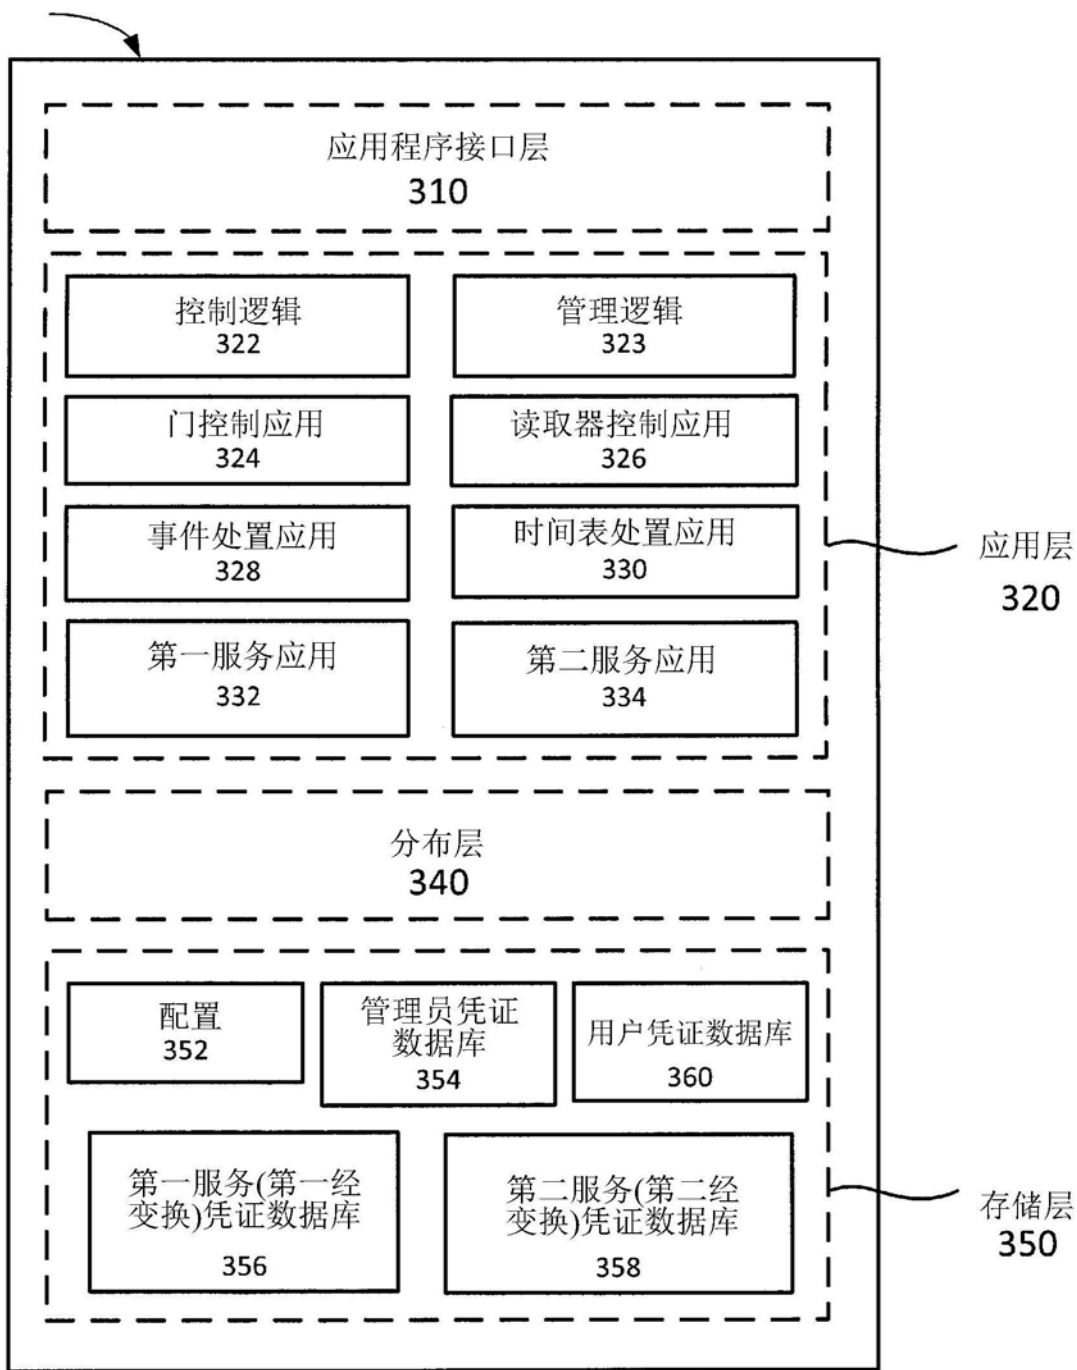 应用程序接口层
310
控制逻辑
322
管理逻辑
323
门控制应用
324
读取器控制应用
326
事件处置应用
328
时间表处置应用
330
第一服务应用
332
第二服务应用
334
应用层
320
分布层
340
配置
352
管理员凭证
数据库
354
用户凭证数据库
360
第一服务(第一经
变换)凭证数据库
356
第二服务(第二经
变换)凭证数据库
358
存储层
350